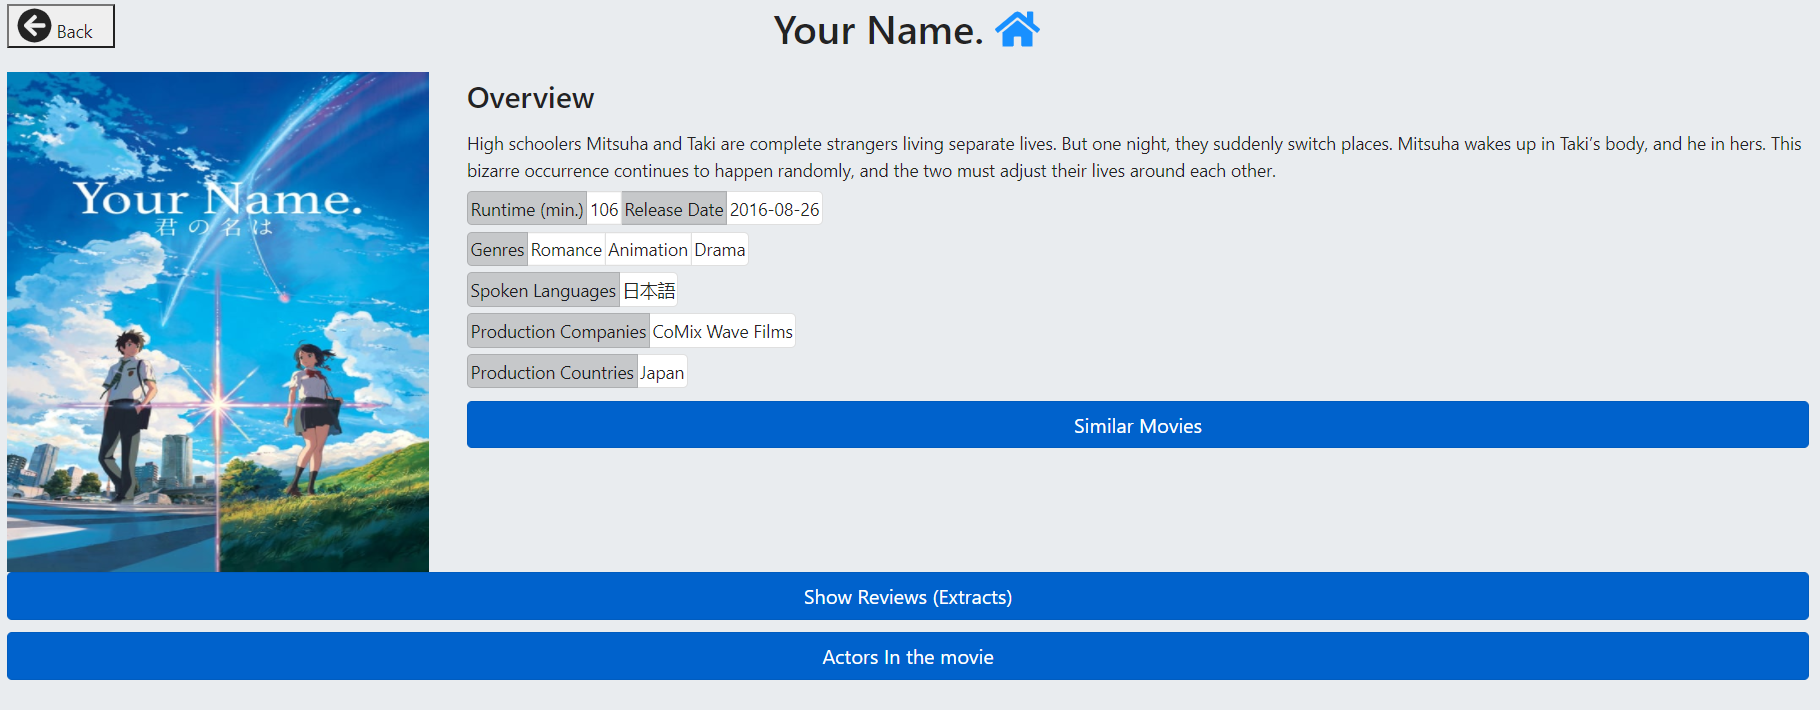 Back
Your Name.
Your Name.
君の名は
Overview
High schoolers Mitsuha and Taki are complete strangers living separate lives. But one night, they suddenly switch places. Mitsuha wakes up in Taki’s body, and he in hers. This
bizarre occurrence continues to happen randomly, and the two must adjust their lives around each other.
Runtime (min.) 106 Release Date 2016-08-26
Genres Romance Animation Drama
Spoken Languages 日本語
Production Companies CoMix Wave Films
Production Countries Japan
Similar Movies
Show Reviews (Extracts)
Actors In the movie